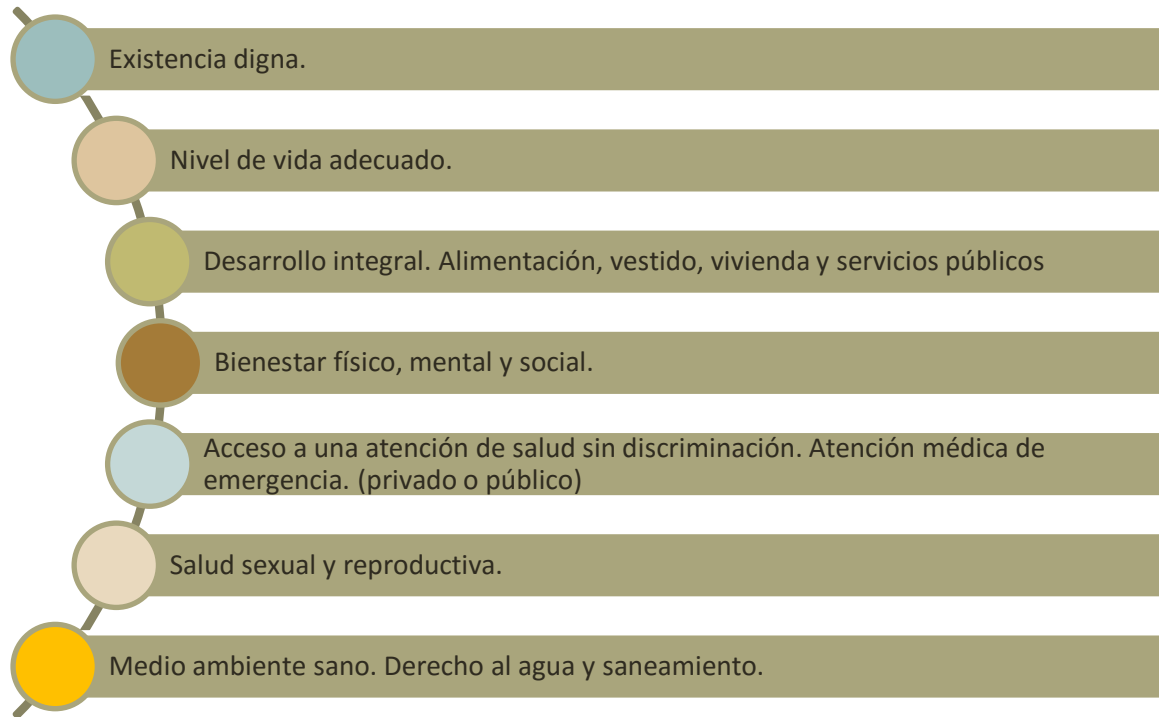 Existencia digna.
Nivel de vida adecuado.
Desarrollo integral. Alimentación, vestido, vivienda y servicios públicos
Bienestar físico, mental y social.
Acceso a una atención de salud sin discriminación. Atención médica de
emergencia. (privado o público)
Salud sexual y reproductiva.
Medio ambiente sano. Derecho al agua y saneamiento.